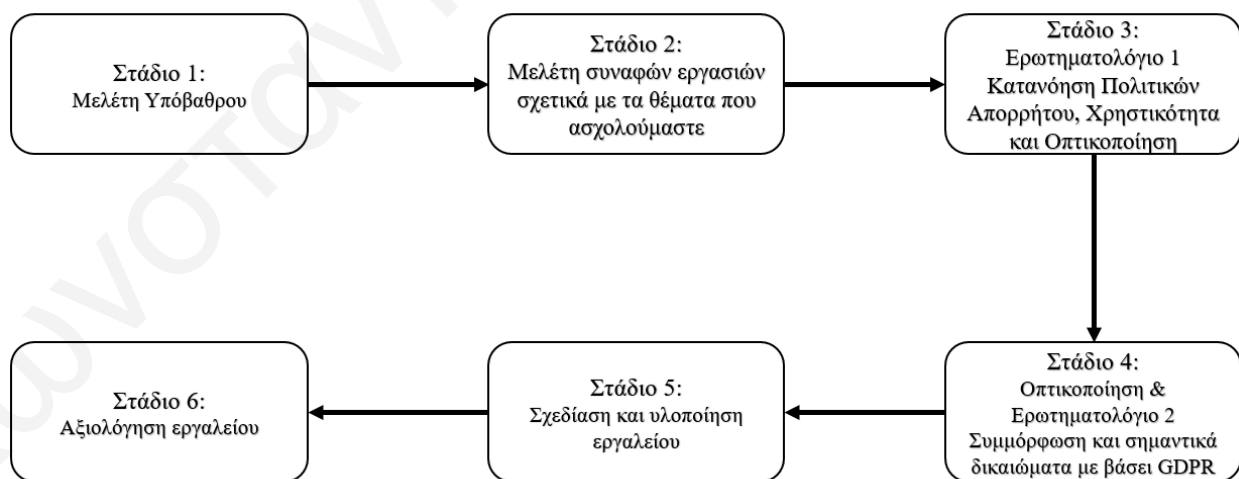 Στάδιο 1:
Μελέτη Υπόβαθρου
Στάδιο 2:
Μελέτη συναφών εργασιών
σχετικά με τα θέματα που
ασχολούμαστε
Στάδιο 3:
Ερωτηματολόγιο 1
Κατανόηση Πολιτικών
Απορρήτου, Χρηστικότητα
και Οπτικοποίηση
Στάδιο 4:
Οπτικοποίηση &
Ερωτηματολόγιο 2
Συμμόρφωση και σημαντικά
δικαιώματα με βάσει GDPR
Στάδιο 5:
Σχεδίαση και υλοποίηση
εργαλείου
Στάδιο 6:
Αξιολόγηση εργαλείου